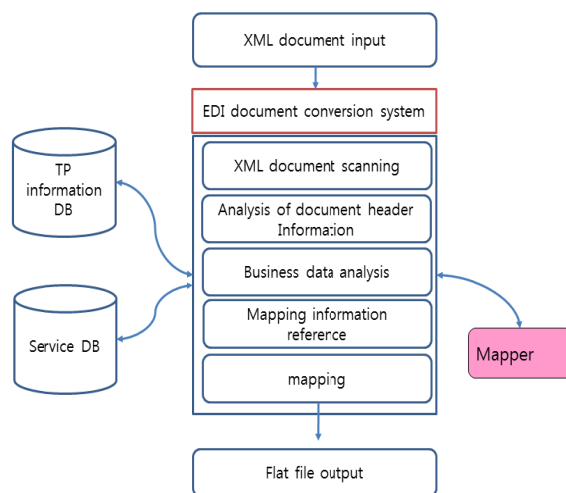 XML document input
EDI document conversion system
TP
information
DB
XML document scanning
Analysis of document header
Information
Business data analysis
Service DB
Mapping information
reference
Mapper
mapping
Flat file output